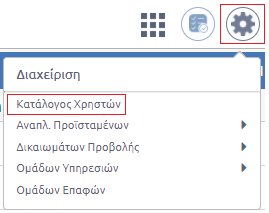 Διαχείριση
Κατάλογος Χρηστών
Αναπλ. Προϊσταμένων
Δικαιωμάτων Προβολής
Ομάδων Υπηρεσιών
Ομάδων Επαφών